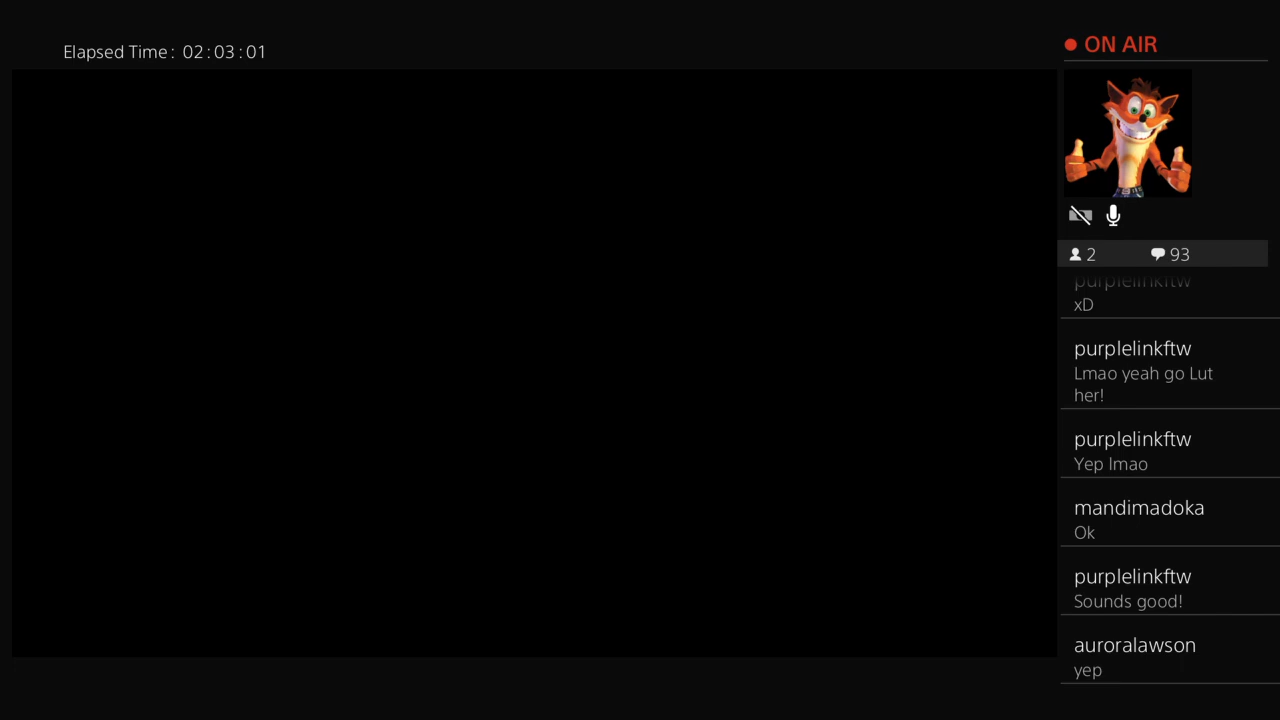 Elapsed Time: 02:03:01
ON AIR
2
93
purplelinkftw
xD
purplelinkftw
Lmao yeah go Lut
her!
purplelinkftw
Yep lmao
mandimadoka
Ok
purplelinkftw
Sounds good!
auroralawson
yep